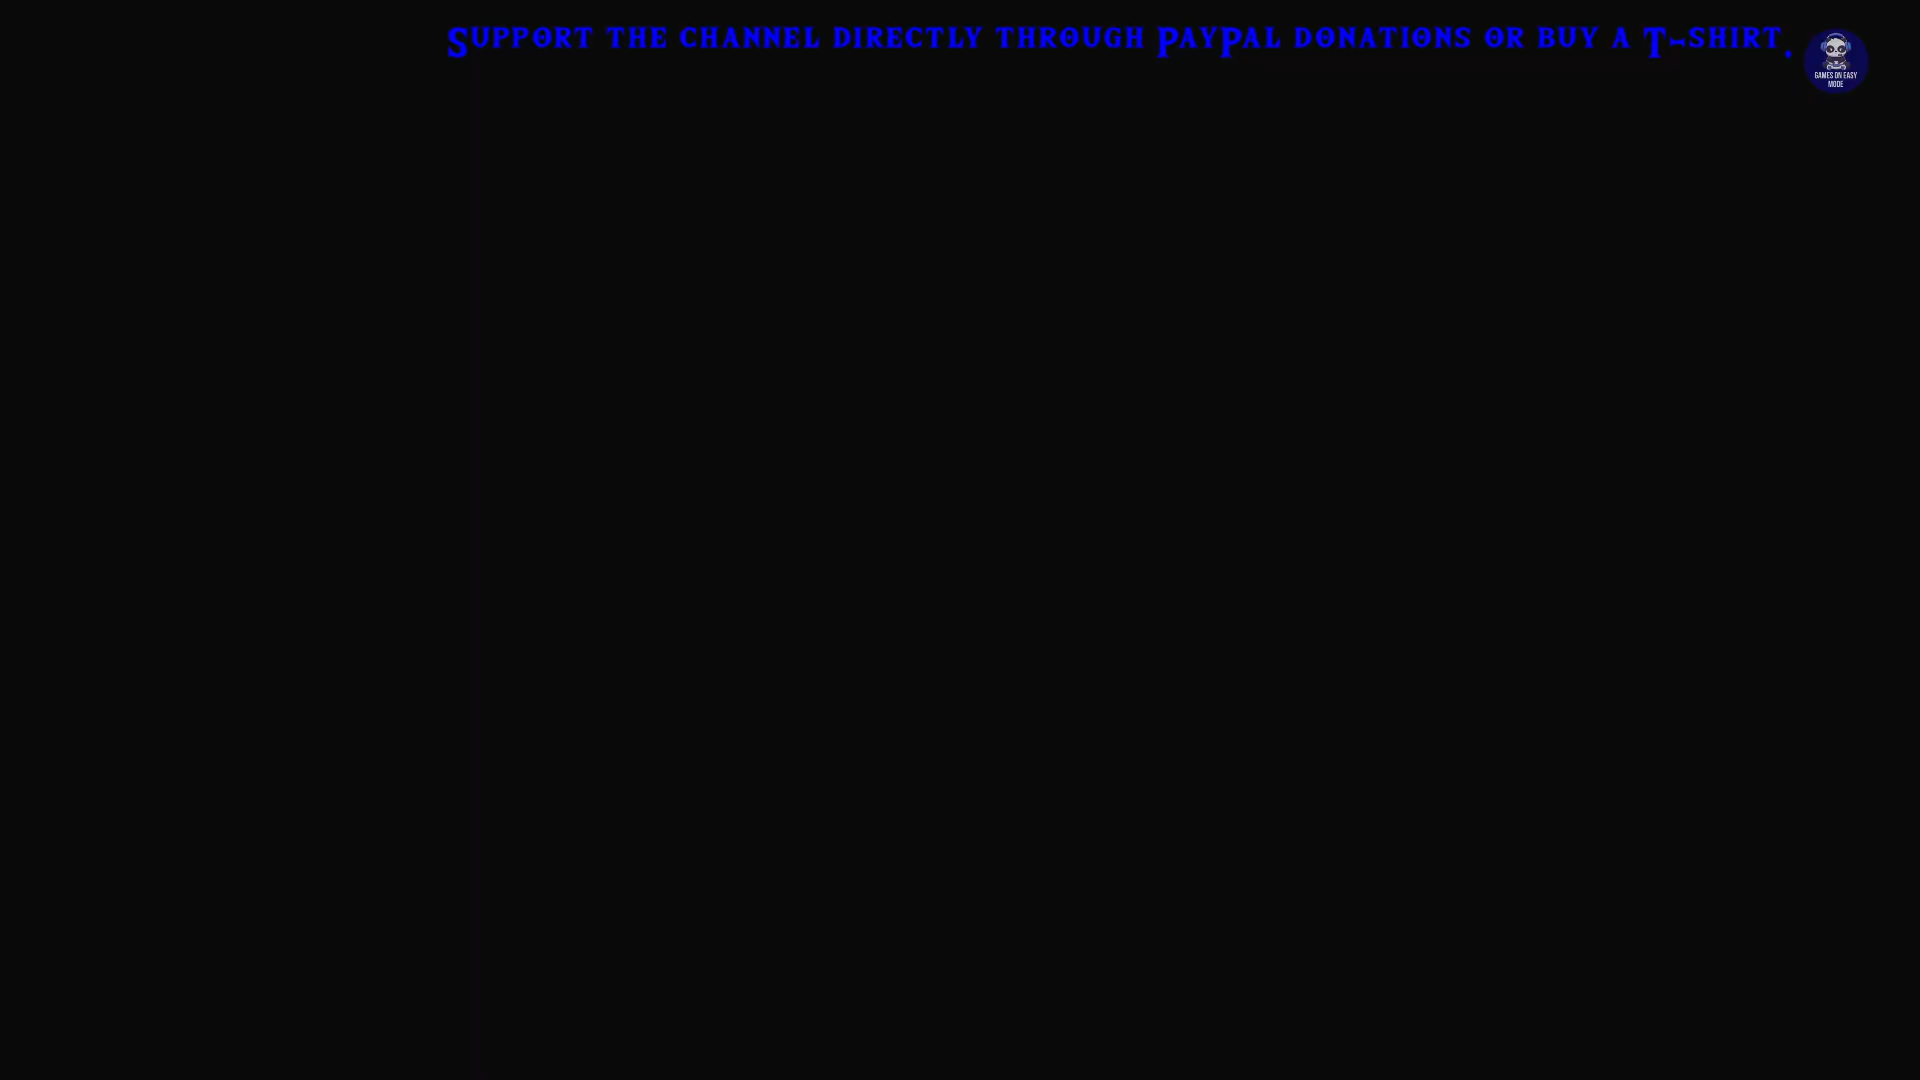 Support the channel directly through PayPal donations or buy a T-shirt.
GAMES ON EASY
MODE